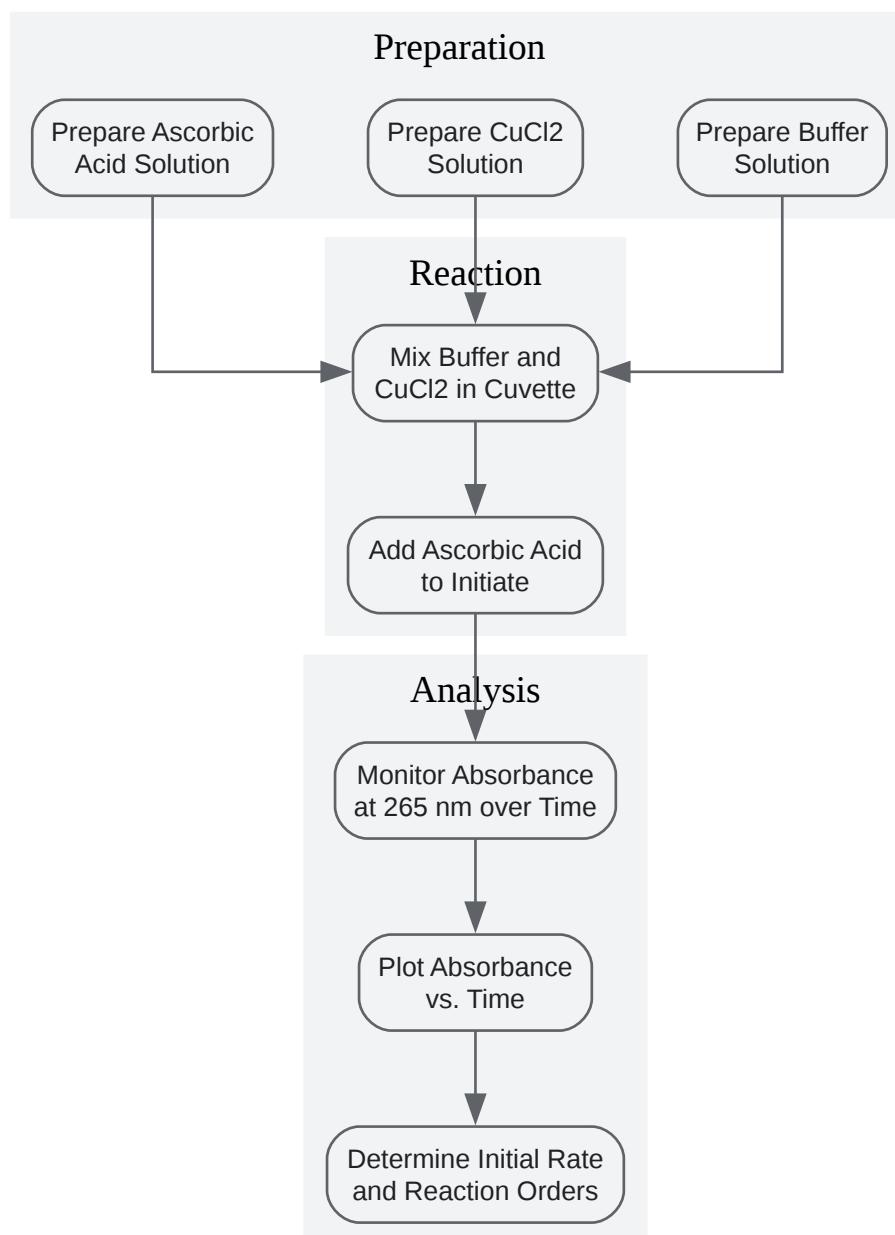 Preparation
Prepare Ascorbic
Acid Solution
Prepare CuCl2
Solution
Prepare Buffer
Solution
Reaction
Mix Buffer and
CuCl2 in Cuvette
Add Ascorbic Acid
to Initiate
Analysis
Monitor Absorbance
at 265 nm over Time
Plot Absorbance
vs. Time
Determine Initial Rate
and Reaction Orders